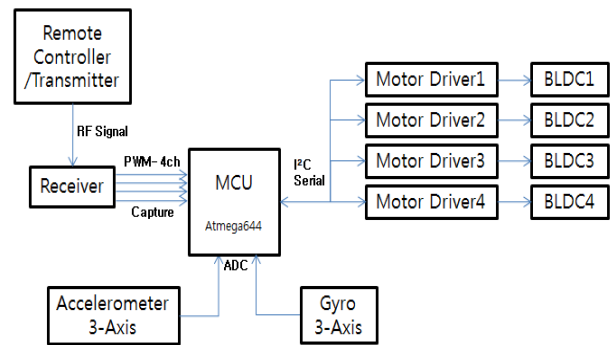 Remote
Controller
/Transmitter
RF Signal
Receiver
PWM-4ch
Capture
MCU
Atmega644
ADC
I²C
Serial
Motor Driver1
BLDC1
Motor Driver2
BLDC2
Motor Driver3
BLDC3
Motor Driver4
BLDC4
Accelerometer
3-Axis
Gyro
3-Axis